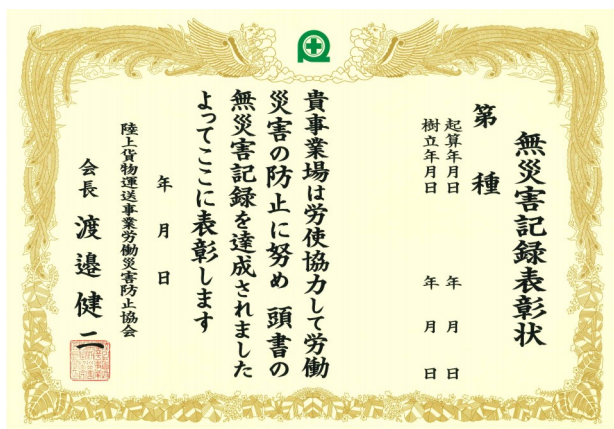 無災害記録表彰状
第　種
起算年月日　年　月　日
樹立年月日　年　月　日
貴事業場は労使協力して労働
災害の防止に努め　頭書の
無災害記録を達成されました
よってここに表彰します
年　月　日
陸上貨物運送事業労働災害防止協会
会長　渡邉健二